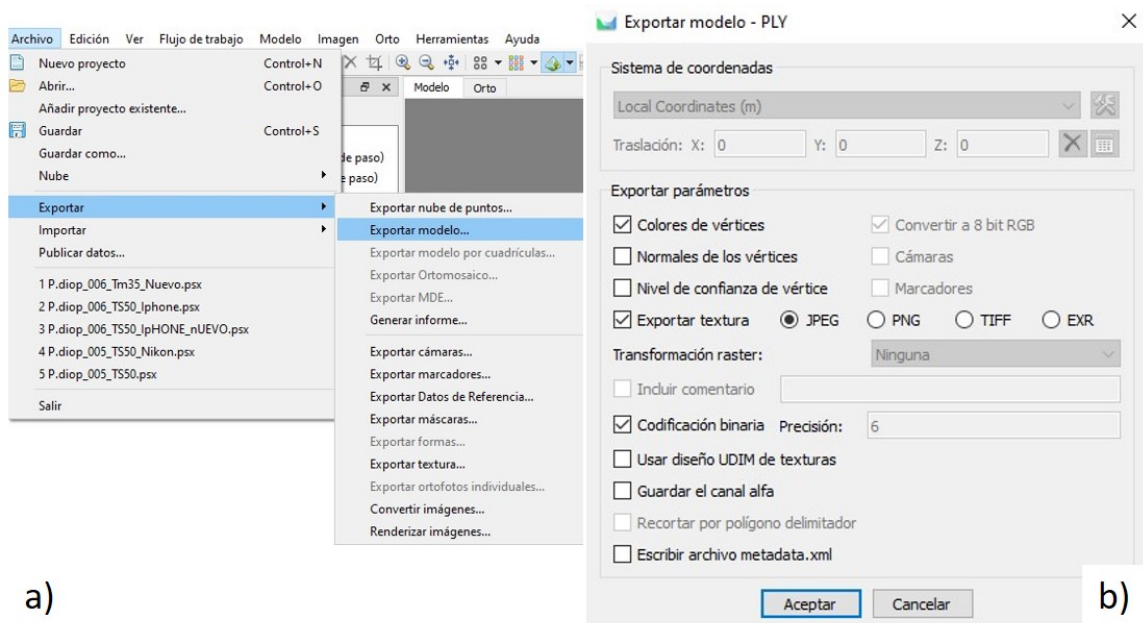 Archivo Edición Ver Flujo de trabajo Modelo Imagen Orto Herramientas Ayuda
Nuevo proyecto Control+N
Abrir... Control+O
Añadir proyecto existente...
Guardar Control+S
Guardar como...
Nube
Exportar
Importar
Publicar datos...
1 P.diop_006_Tm35_Nuevo.psx
2 P.diop_006_TS50_Iphone.psx
3 P.diop_006_TS50_IpHONE_nUEVO.psx
4 P.diop_005_TS50_Nikon.psx
5 P.diop_005_TS50.psx
Salir
Modelo Orto
de paso)
e paso)
Exportar nube de puntos...
Exportar modelo...
Exportar modelo por cuadrículas...
Exportar Ortomosaico...
Exportar MDE...
Generar informe...
Exportar cámaras...
Exportar marcadores...
Exportar Datos de Referencia...
Exportar máscaras...
Exportar formas...
Exportar textura...
Exportar ortofotos individuales...
Convertir imágenes...
Renderizar imágenes...
a)
Exportar modelo - PLY
Sistema de coordenadas
Local Coordinates (m)
Traslación: X: 0 Y: 0 Z: 0
Exportar parámetros
Colores de vértices Convertir a 8 bit RGB
Normales de los vértices Cámaras
Nivel de confianza de vértice Marcadores
Exportar textura JPEG PNG TIFF EXR
Transformación raster: Ninguna
Incluir comentario
Codificación binaria Precisión: 6
Usar diseño UDIM de texturas
Guardar el canal alfa
Recortar por polígono delimitador
Escribir archivo metadata.xml
Aceptar Cancelar
b)